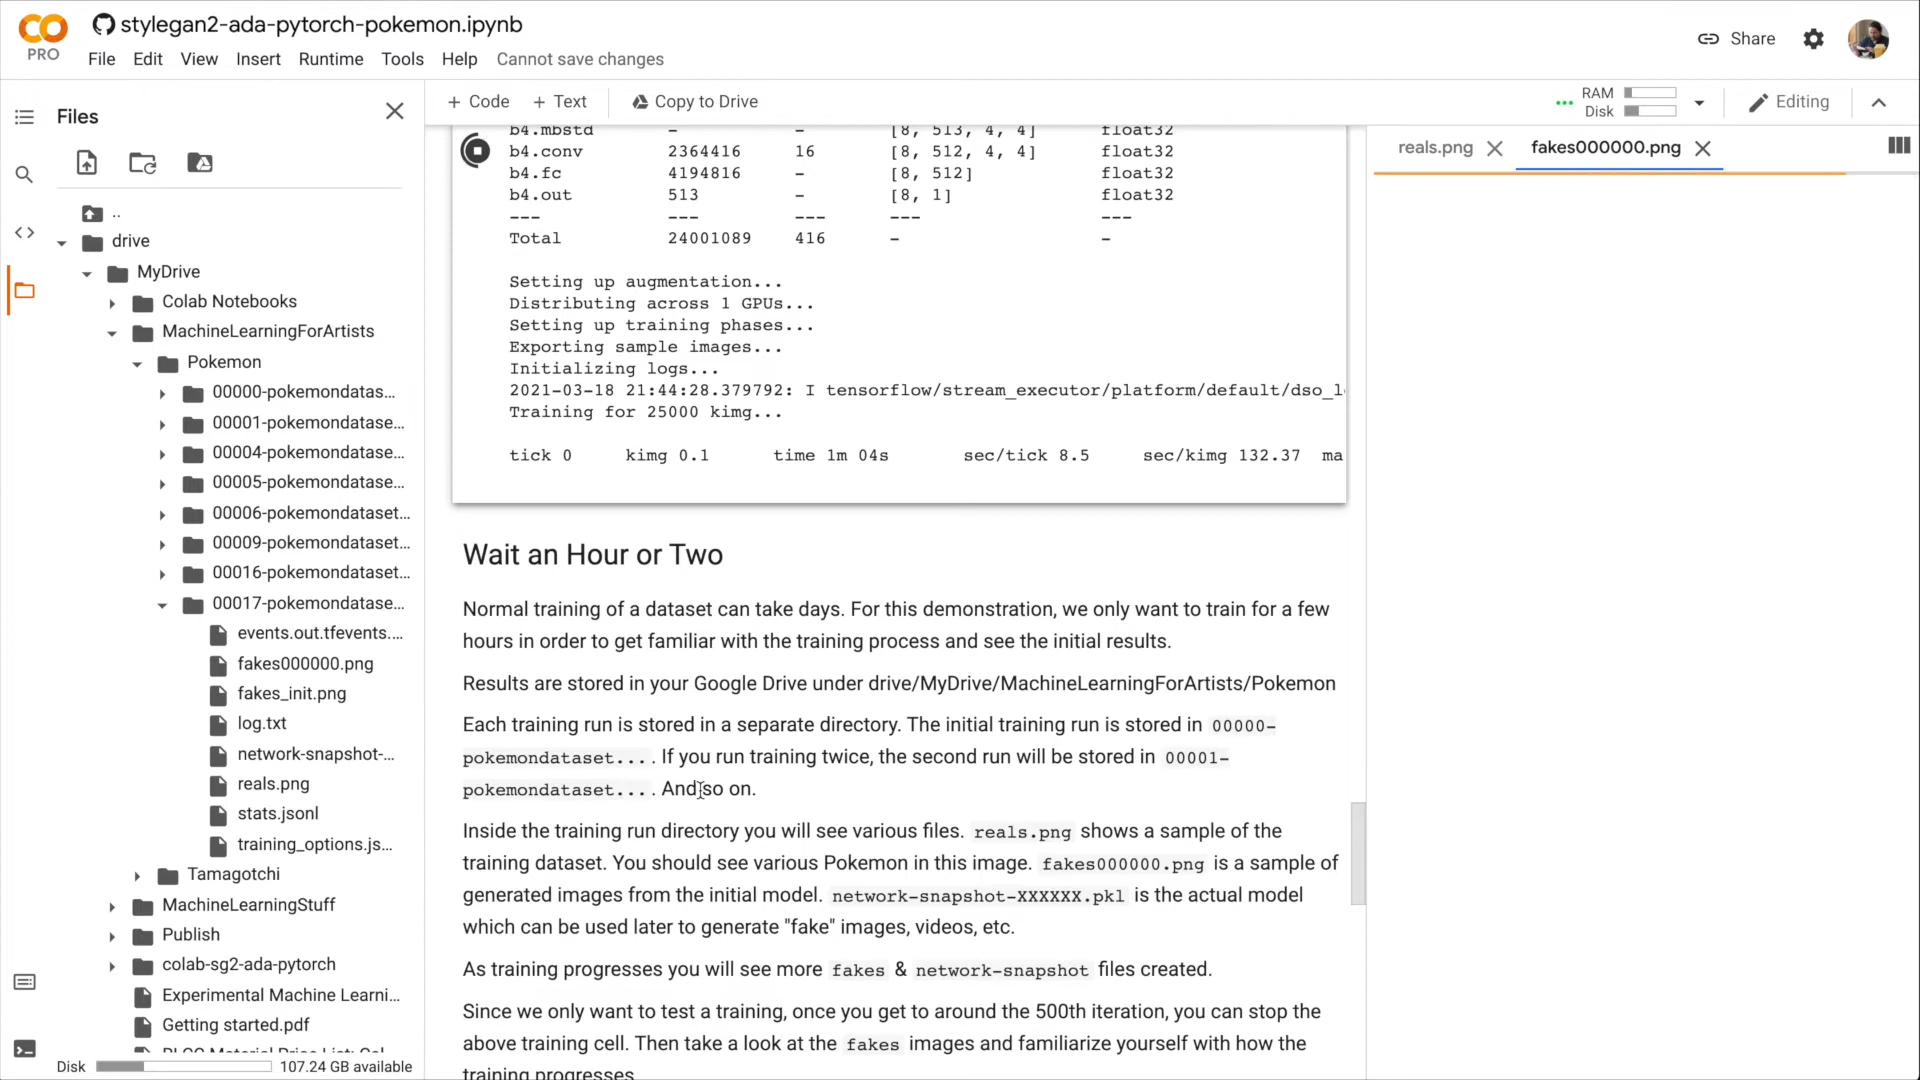 stylegan2-ada-pytorch-pokemon.ipynb
PRO
File Edit View Insert Runtime Tools Help Cannot save changes
Share
Files
+ Code + Text Copy to Drive
RAM
Disk
Editing
..
drive
MyDrive
Colab Notebooks
MachineLearningForArtists
Pokemon
00000-pokemondatas...
00001-pokemondatase...
00004-pokemondatase...
00005-pokemondatase...
00006-pokemondataset...
00009-pokemondataset...
00016-pokemondataset...
00017-pokemondatase...
events.out.tfevents....
fakes000000.png
fakes_init.png
log.txt
network-snapshot-...
reals.png
stats.jsonl
training_options.js...
Tamagotchi
MachineLearningStuff
Publish
colab-sg2-ada-pytorch
Experimental Machine Learni...
Getting started.pdf
Disk 107.24 GB available
b4.mbstd - - [8, 513, 4, 4] float32
b4.conv 2364416 16 [8, 512, 4, 4] float32
b4.fc 4194816 - [8, 512] float32
b4.out 513 - [8, 1] float32
--- --- --- --- ---
Total 24001089 416 - -
Setting up augmentation...
Distributing across 1 GPUs...
Setting up training phases...
Exporting sample images...
Initializing logs...
2021-03-18 21:44:28.379792: I tensorflow/stream_executor/platform/default/dso_l
Training for 25000 kimg...
tick 0 kimg 0.1 time 1m 04s sec/tick 8.5 sec/kimg 132.37 ma
Wait an Hour or Two
Normal training of a dataset can take days. For this demonstration, we only want to train for a few
hours in order to get familiar with the training process and see the initial results.
Results are stored in your Google Drive under drive/MyDrive/MachineLearningForArtists/Pokemon
Each training run is stored in a separate directory. The initial training run is stored in 00000-
pokemondataset.... If you run training twice, the second run will be stored in 00001-
pokemondataset.... And so on.
Inside the training run directory you will see various files. reals.png shows a sample of the
training dataset. You should see various Pokemon in this image. fakes000000.png is a sample of
generated images from the initial model. network-snapshot-XXXXXX.pkl is the actual model
which can be used later to generate "fake" images, videos, etc.
As training progresses you will see more fakes & network-snapshot files created.
Since we only want to test a training, once you get to around the 500th iteration, you can stop the
above training cell. Then take a look at the fakes images and familiarize yourself with how the
training progresses
reals.png
fakes000000.png